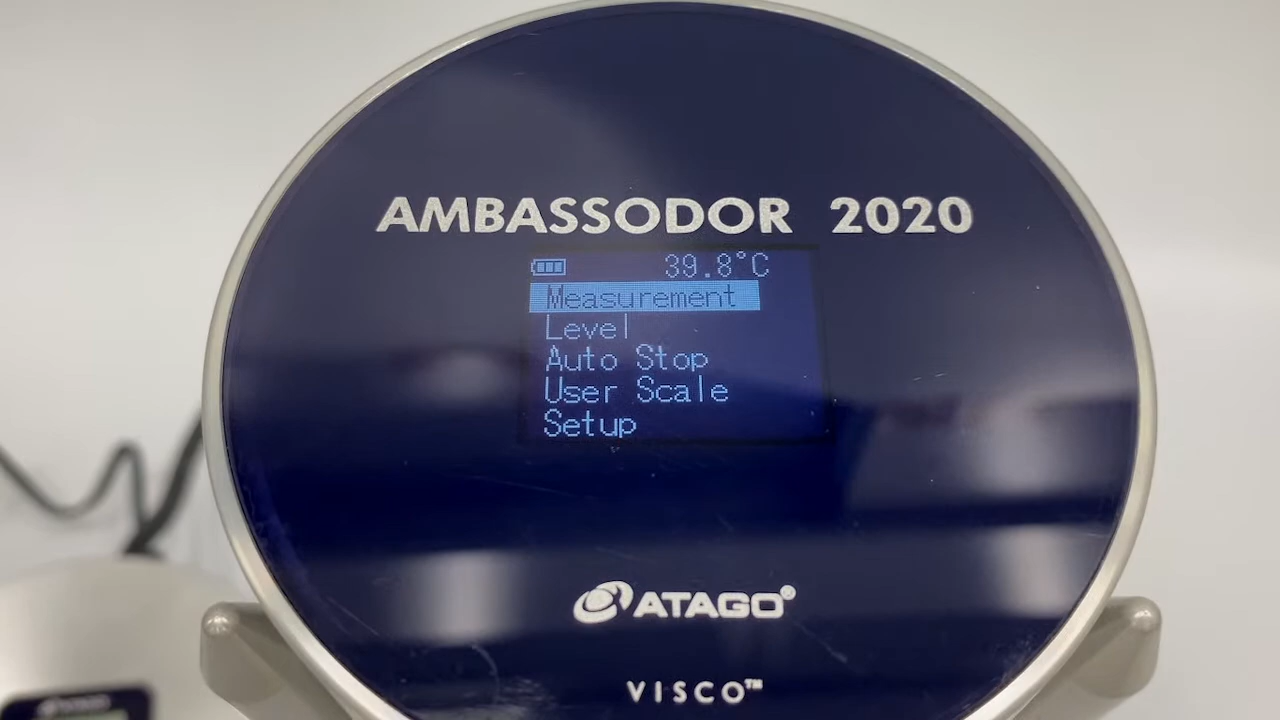 AMBASSODOR 2020
39.8°C
Measurement
Level
Auto Stop
User Scale
Setup
ATAGO®
VISCO™